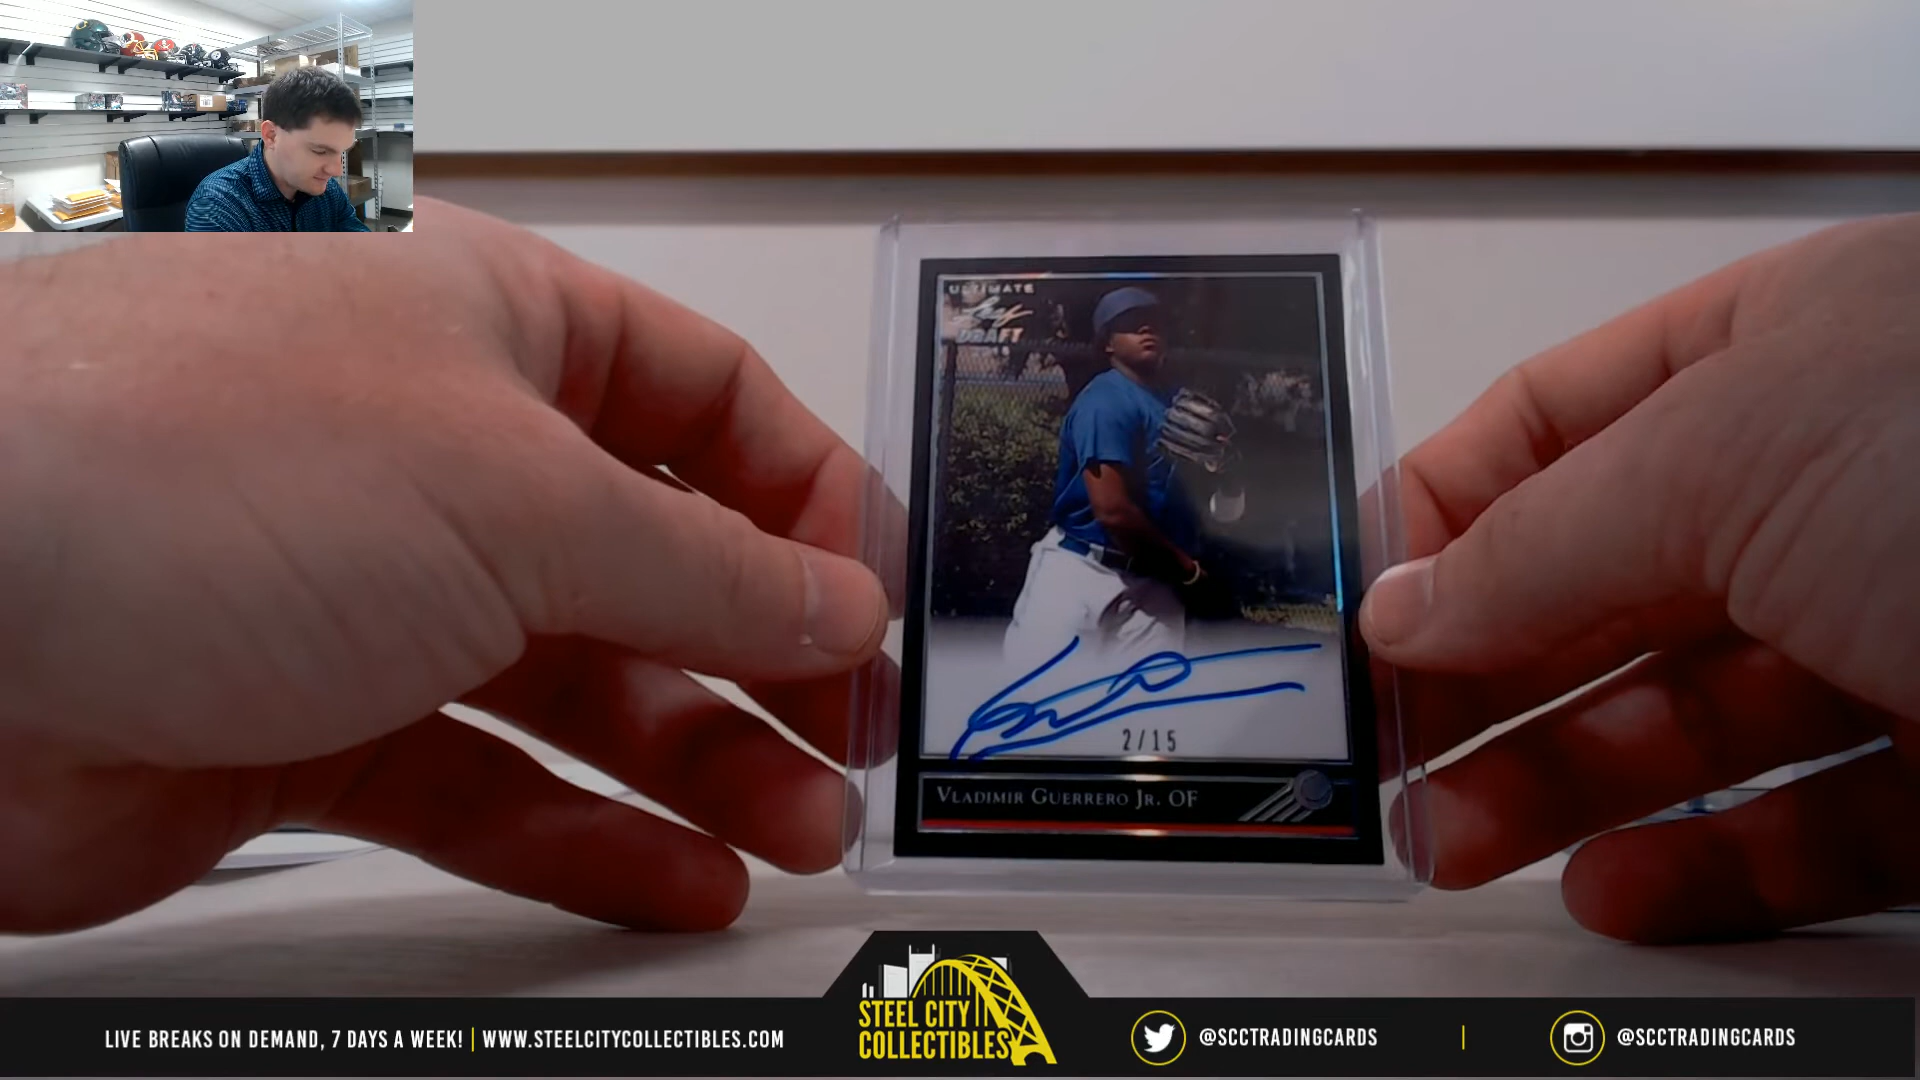 ULTIMATE
Leaf
DRAFT
2/15
VLADIMIR GUERRERO JR. OF
STEEL CITY
COLLECTIBLES
LIVE BREAKS ON DEMAND, 7 DAYS A WEEK! | WWW.STEELCITYCOLLECTIBLES.COM
@SCCTRADINGCARDS | @SCCTRADINGCARDS